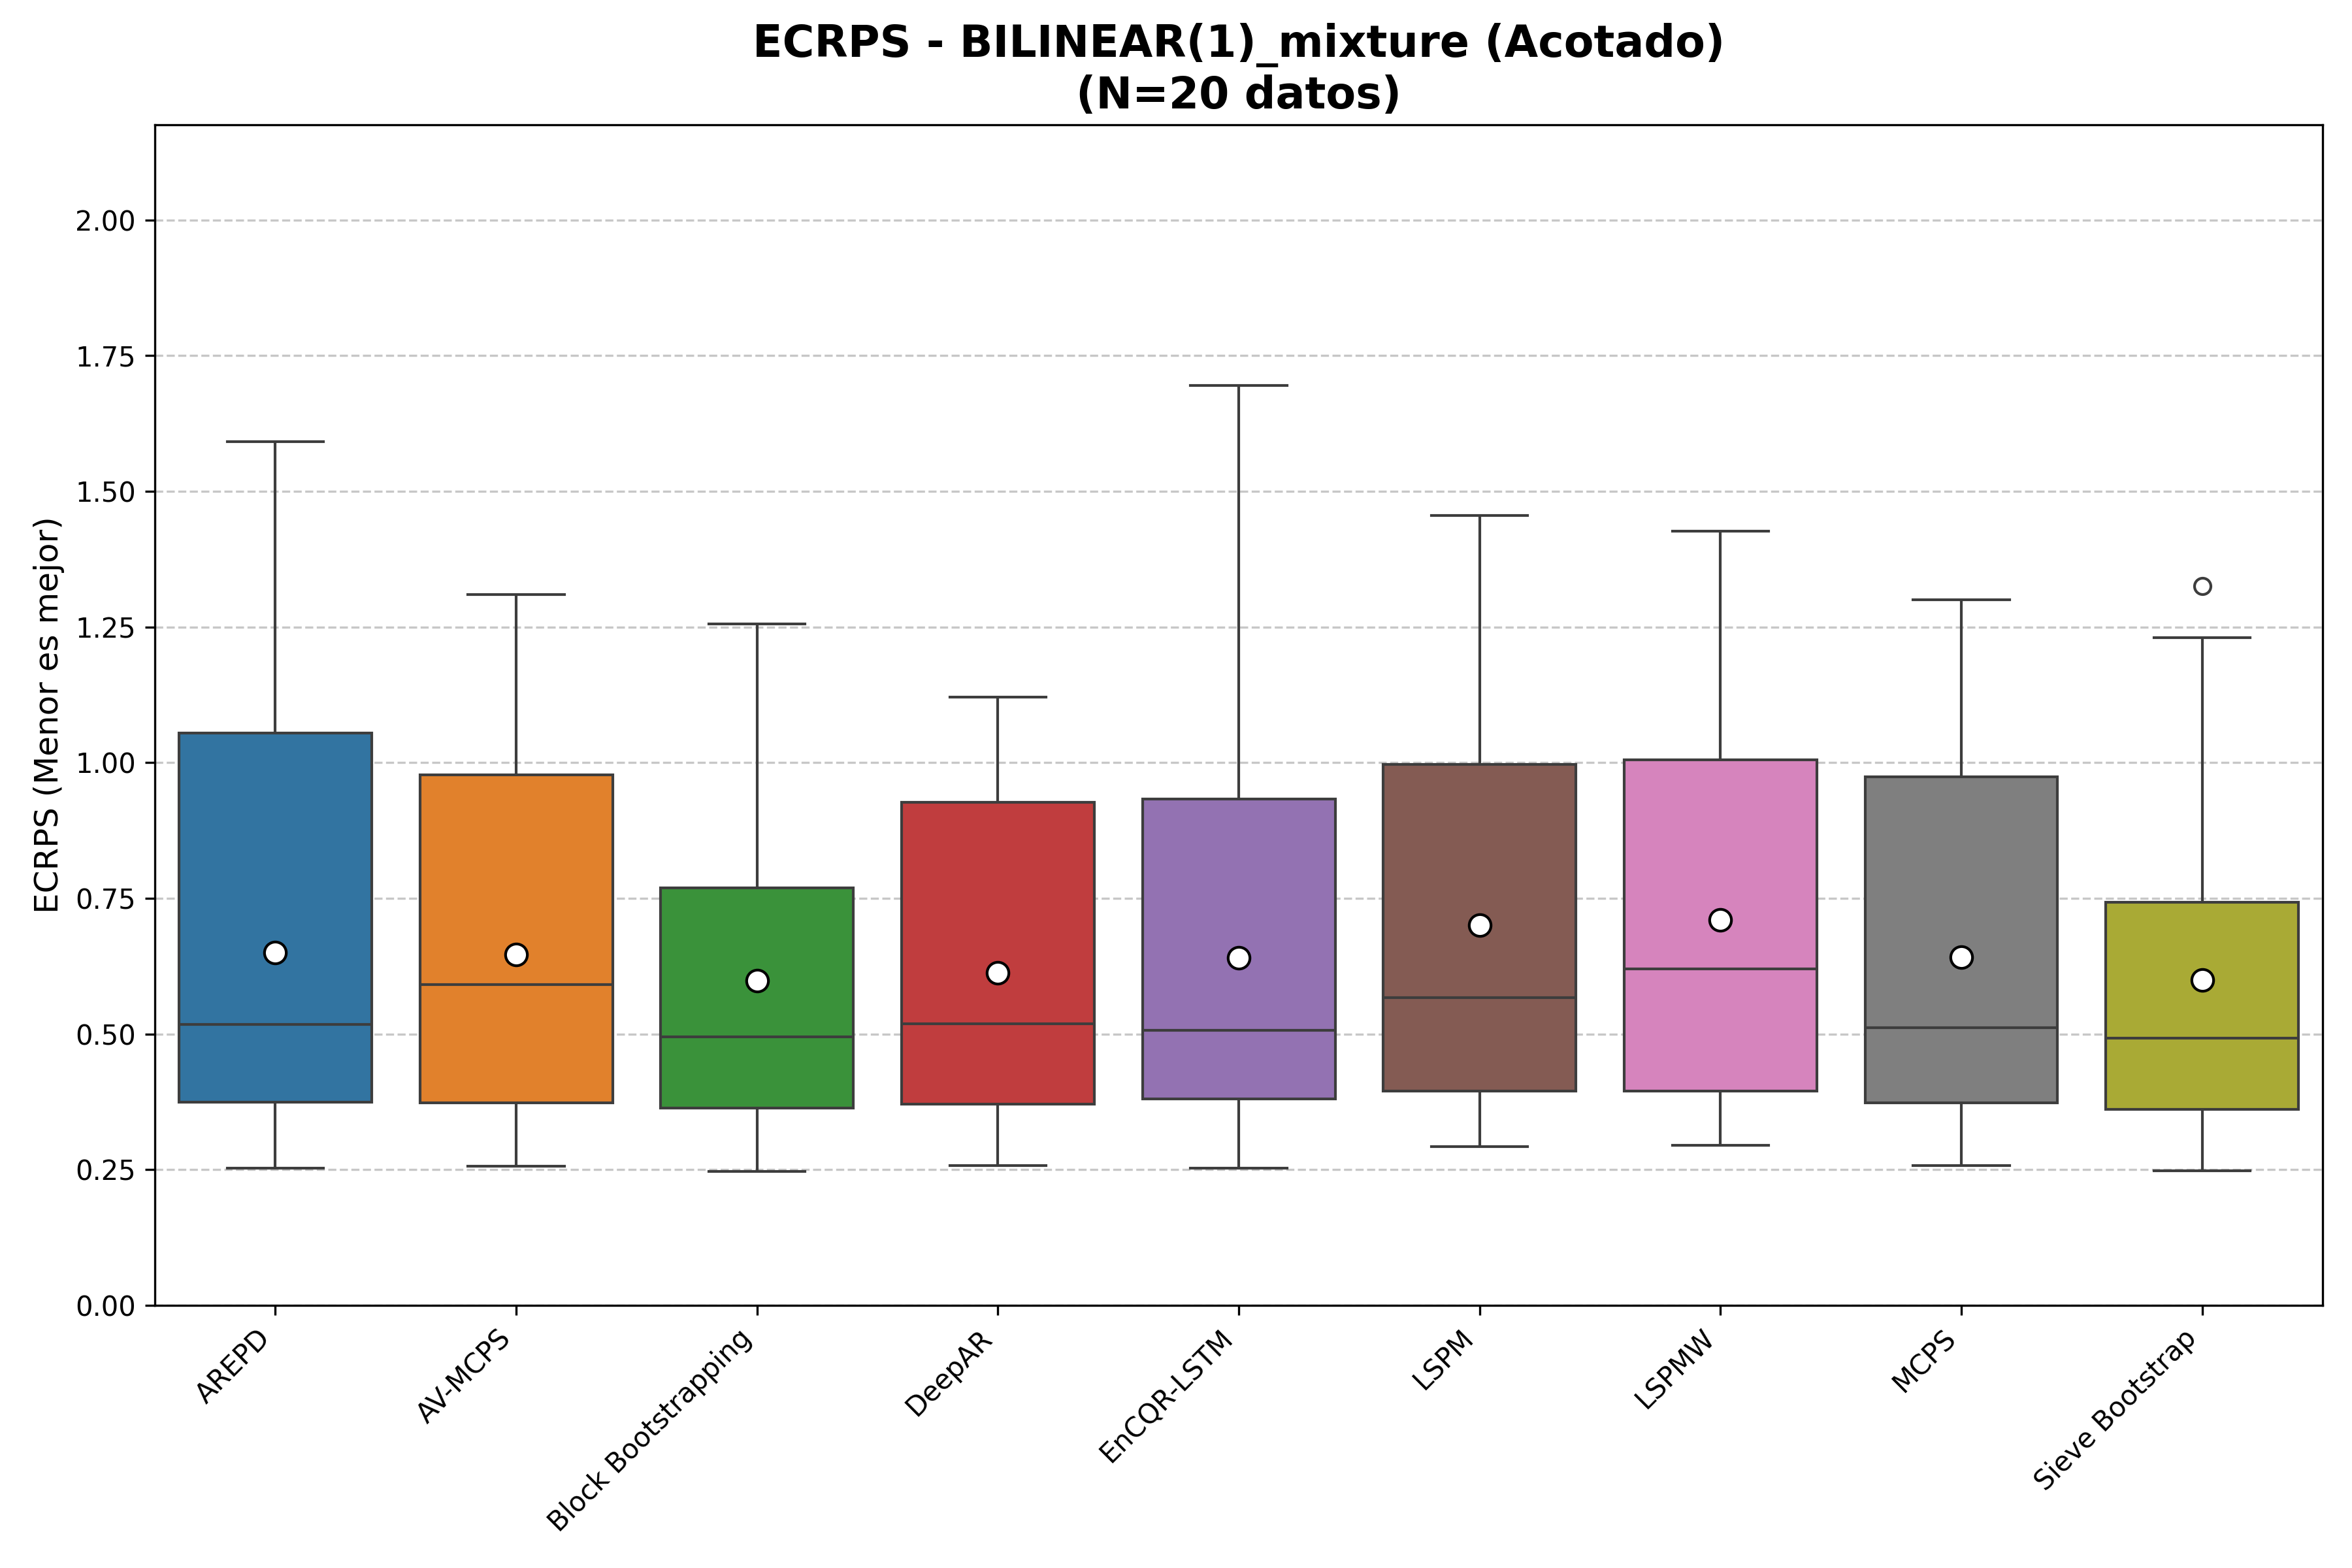 ECRPS - BILINEAR(1)_mixture (Acotado)
(N=20 datos)
ECRPS (Menor es mejor)
2.00
1.75
1.50
1.25
1.00
0.75
0.50
0.25
0.00
AREPD
AV-MCPS
Block Bootstrapping
DeepAR
EnCQR-LSTM
LSPM
LSPMW
MCPS
Sieve Bootstrap